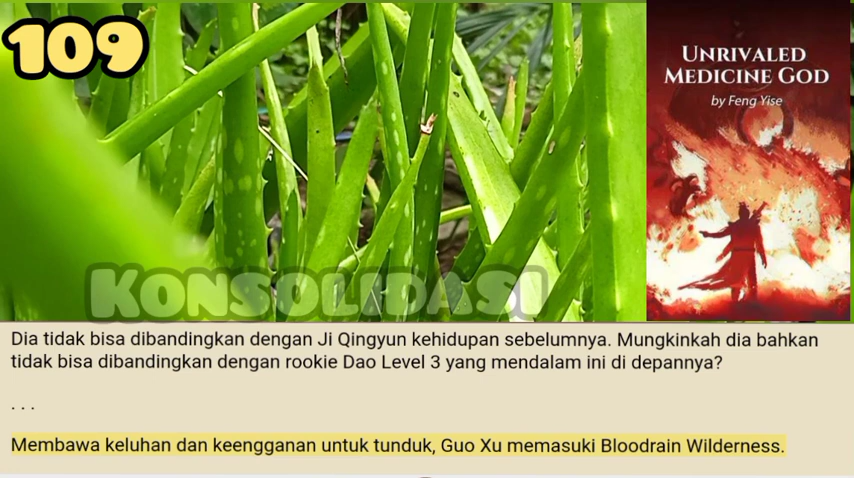 109
UNRIVALED
MEDICINE GOD
by Feng Yise
KONSOLIDASI
Dia tidak bisa dibandingkan dengan Ji Qingyun kehidupan sebelumnya. Mungkinkah dia bahkan
tidak bisa dibandingkan dengan rookie Dao Level 3 yang mendalam ini di depannya?
. . .
Membawa keluhan dan keengganan untuk tunduk, Guo Xu memasuki Bloodrain Wilderness.